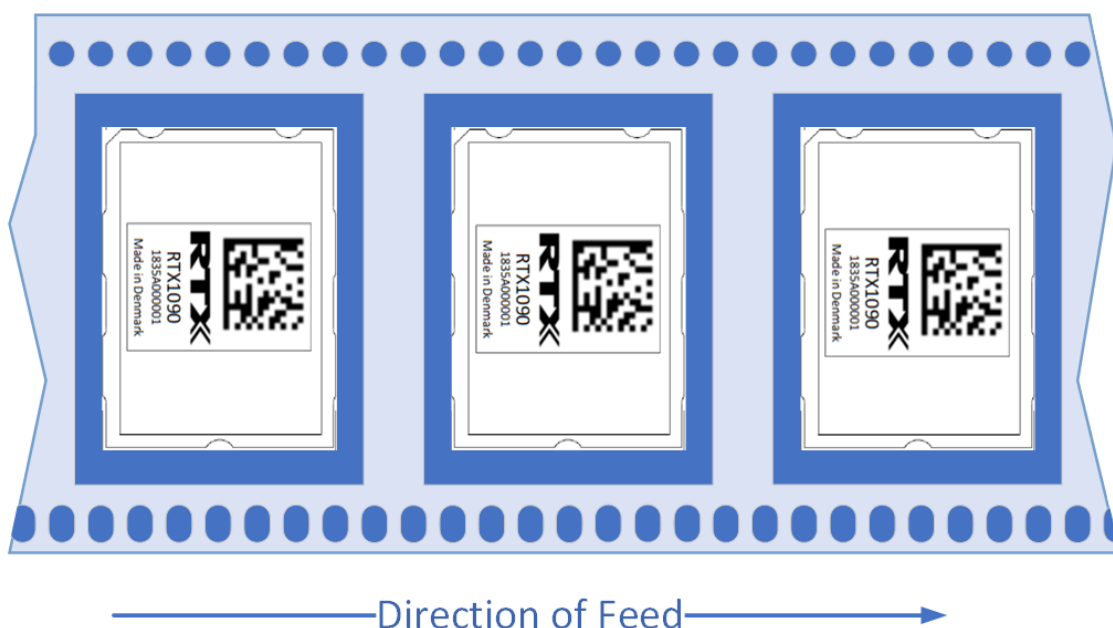 RTX
RTX1090
1835A000001
Made in Denmark
RTX
RTX1090
1835A000001
Made in Denmark
RTX
RTX1090
1835A000001
Made in Denmark
Direction of Feed